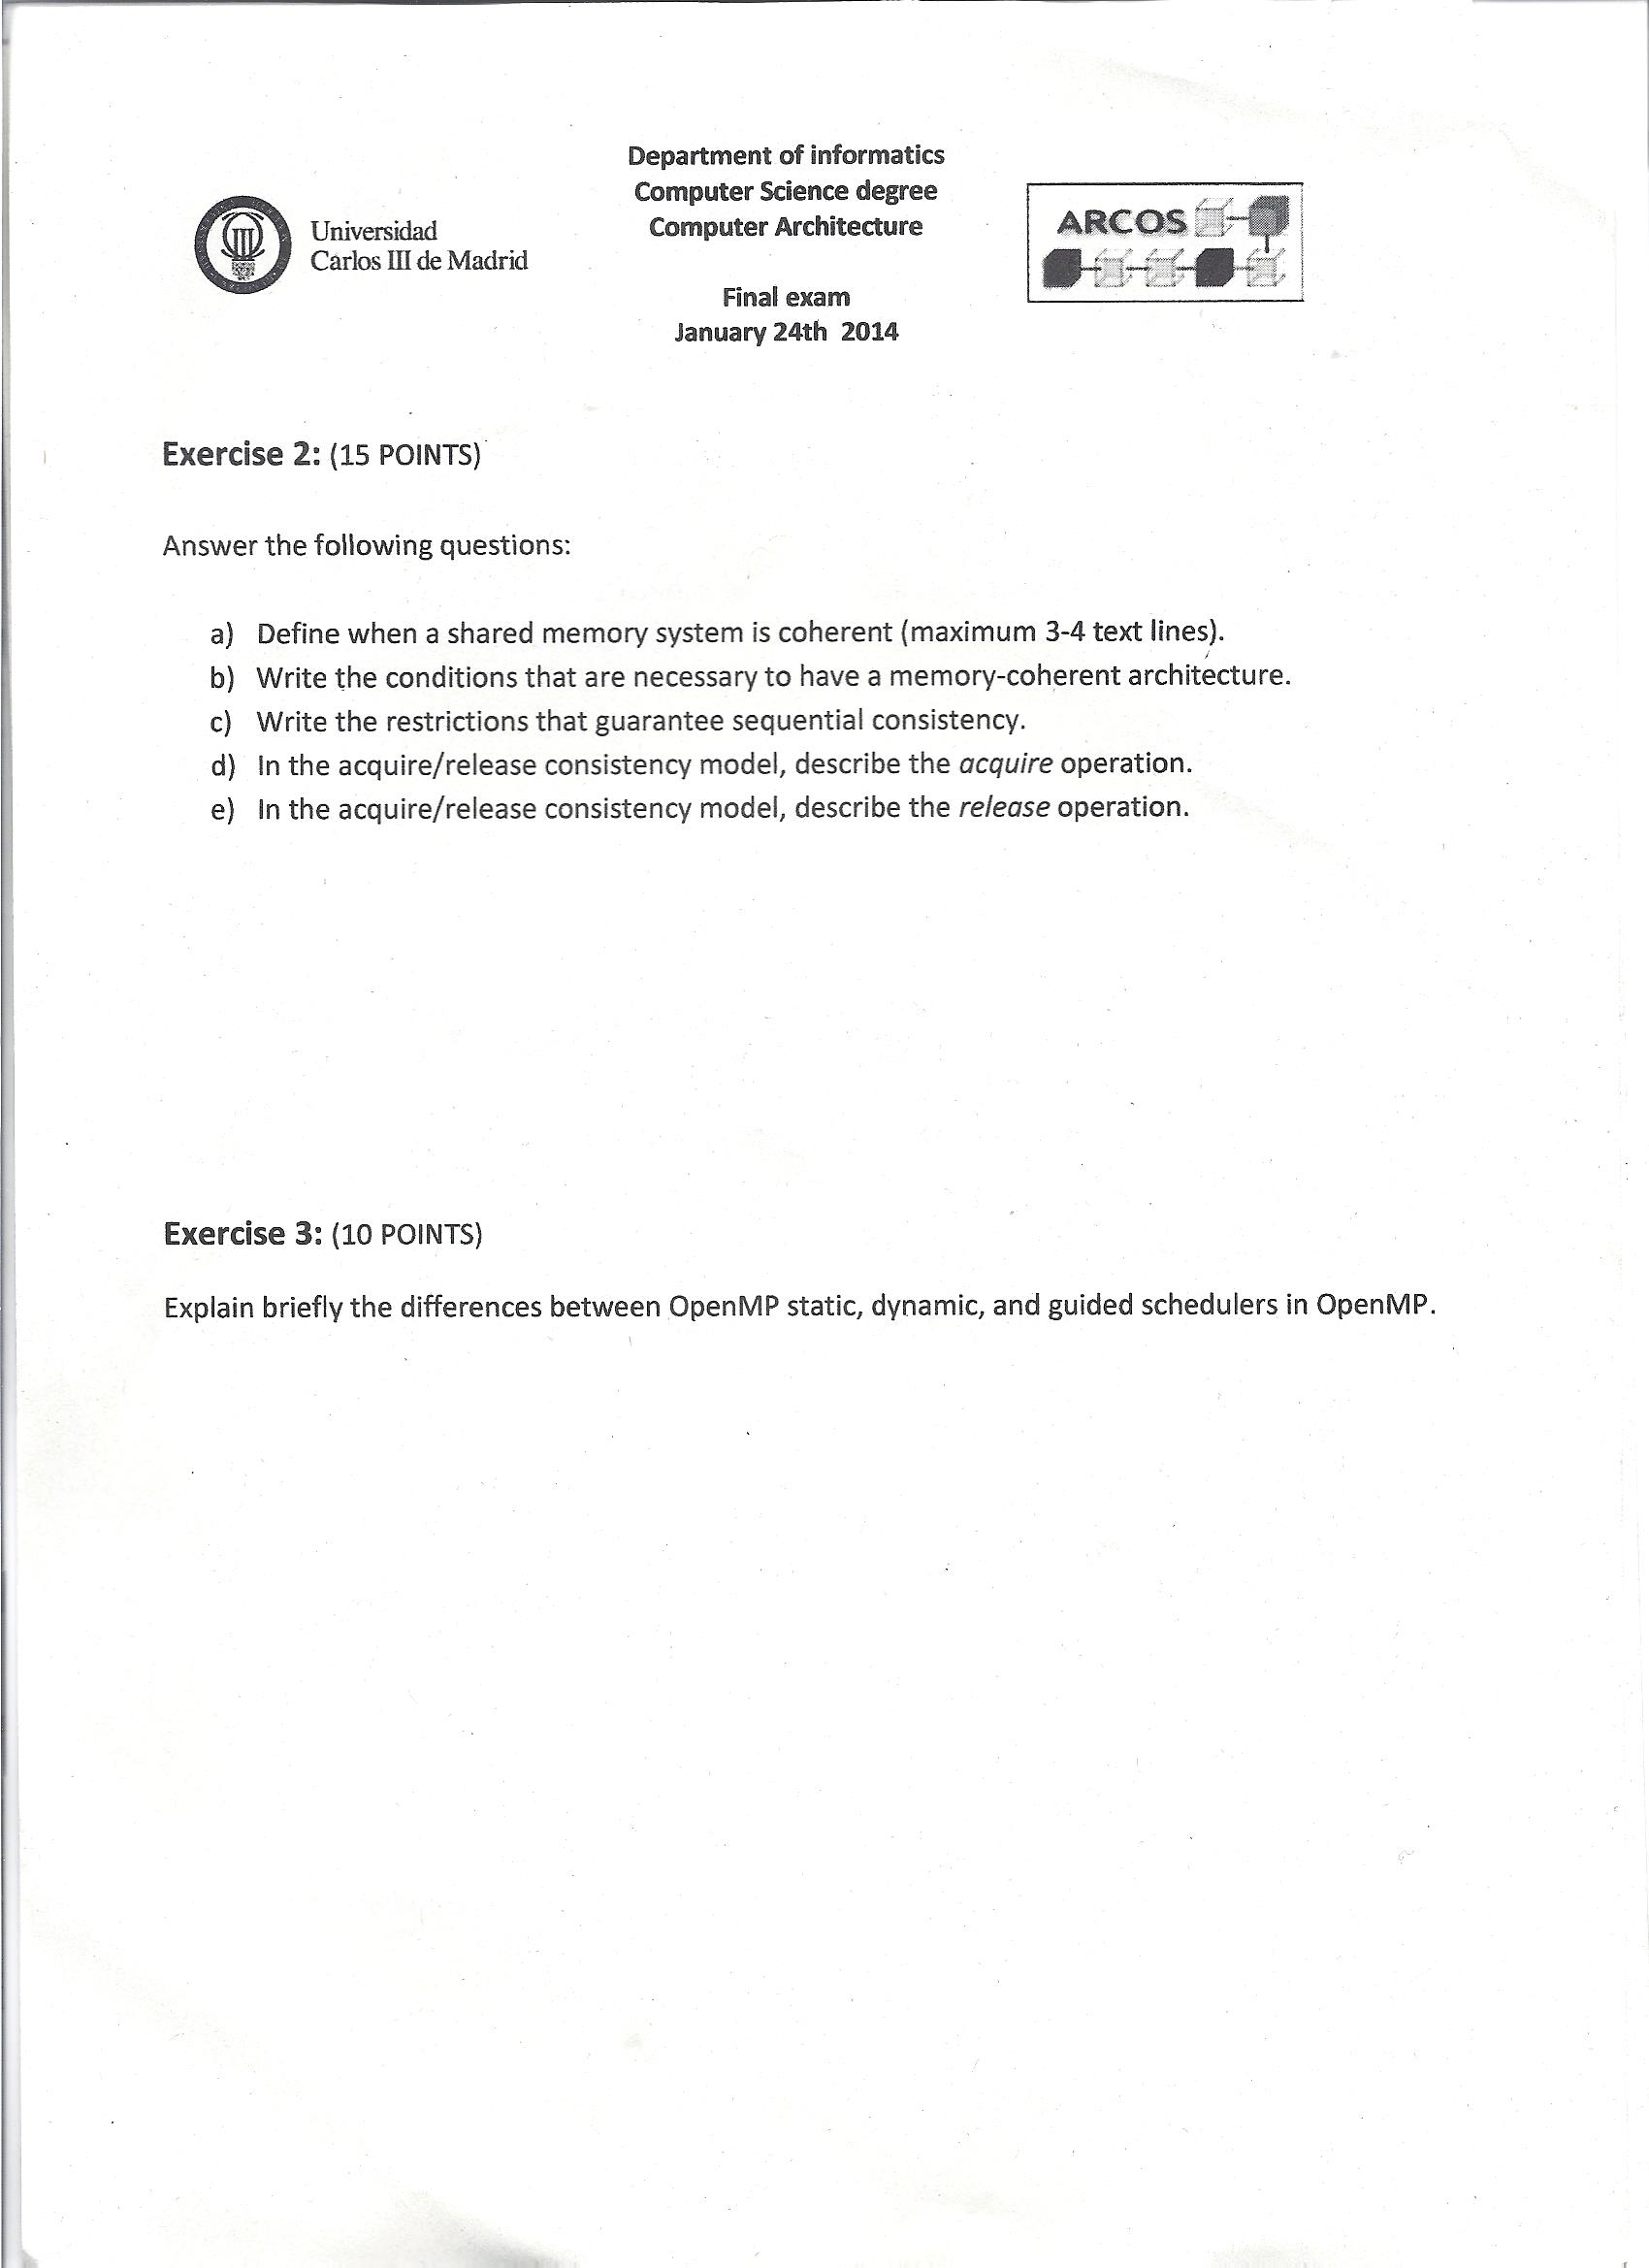 Department of informatics
Computer Science degree
Computer Architecture
Universidad
Carlos III de Madrid
ARCOS
Final exam
January 24th 2014
Exercise 2: (15 POINTS)
Answer the following questions:
a) Define when a shared memory system is coherent (maximum 3-4 text lines).
b) Write the conditions that are necessary to have a memory-coherent architecture.
c) Write the restrictions that guarantee sequential consistency.
d) In the acquire/release consistency model, describe the acquire operation.
e) In the acquire/release consistency model, describe the release operation.
Exercise 3: (10 POINTS)
Explain briefly the differences between OpenMP static, dynamic, and guided schedulers in OpenMP.